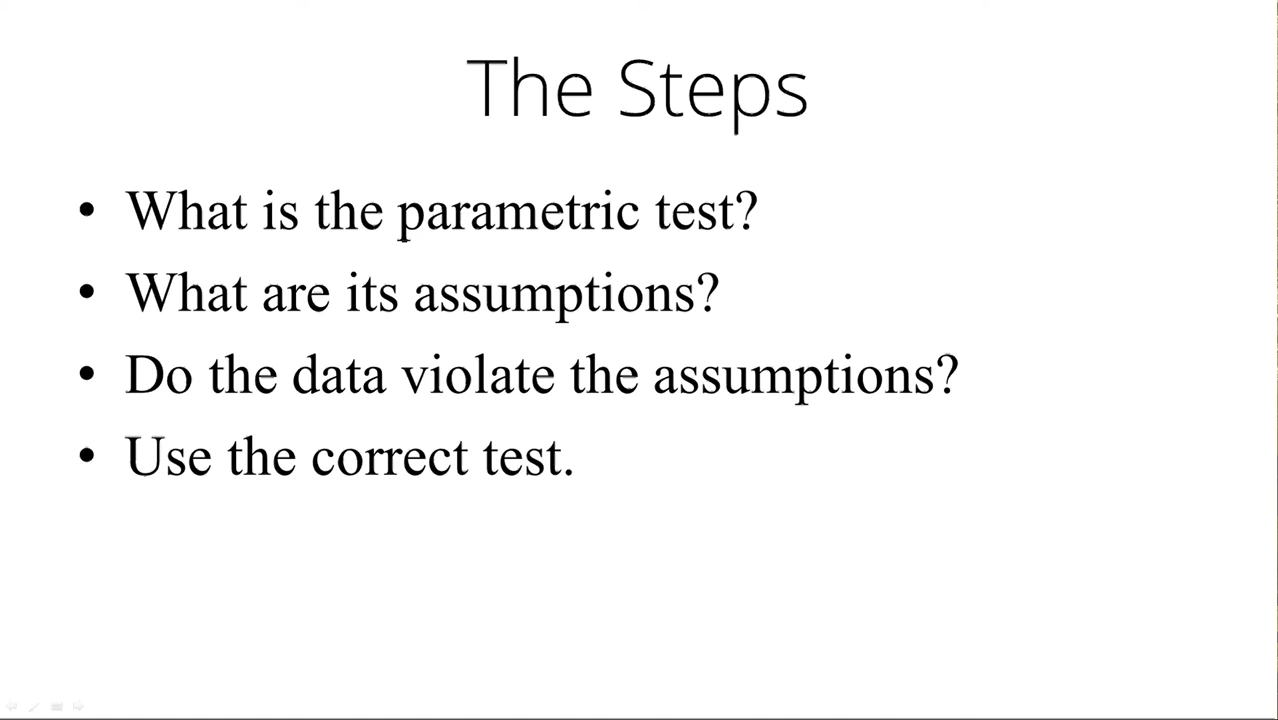 The Steps
• What is the parametric test?
• What are its assumptions?
• Do the data violate the assumptions?
• Use the correct test.